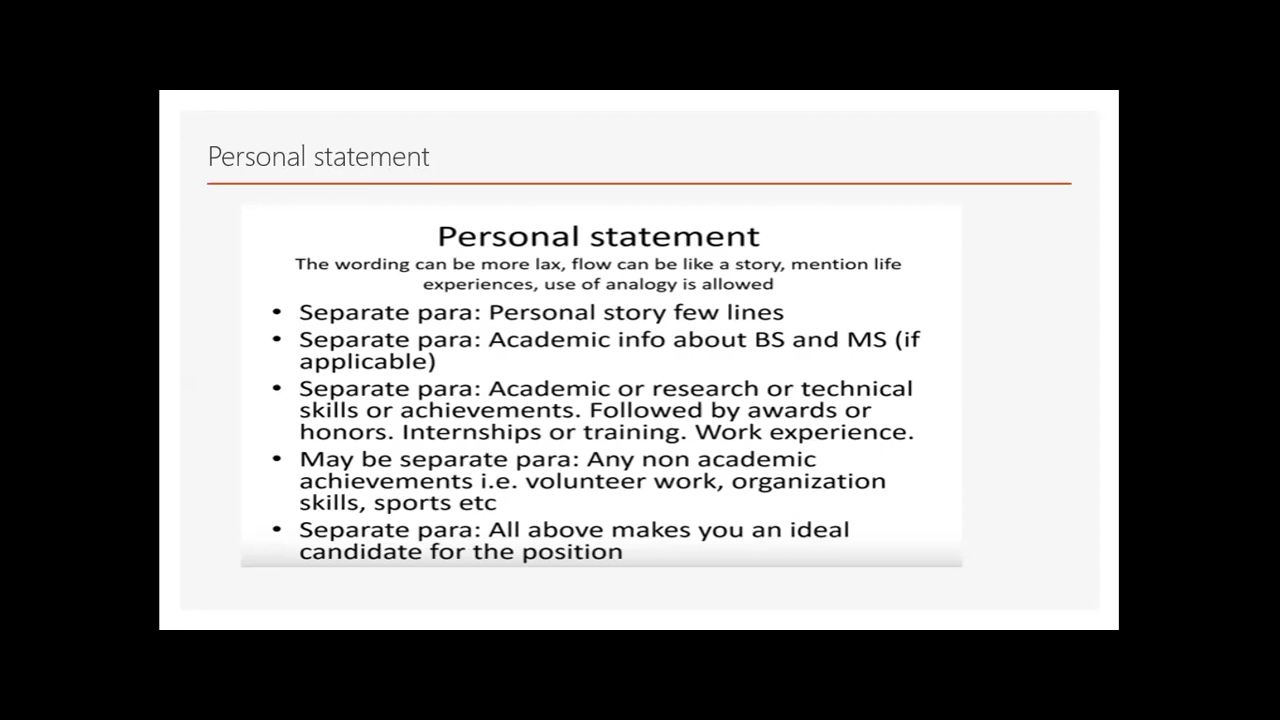 Personal statement
Personal statement
The wording can be more lax, flow can be like a story, mention life
experiences, use of analogy is allowed
• Separate para: Personal story few lines
• Separate para: Academic info about BS and MS (if
applicable)
• Separate para: Academic or research or technical
skills or achievements. Followed by awards or
honors. Internships or training. Work experience.
• May be separate para: Any non academic
achievements i.e. volunteer work, organization
skills, sports etc
• Separate para: All above makes you an ideal
candidate for the position